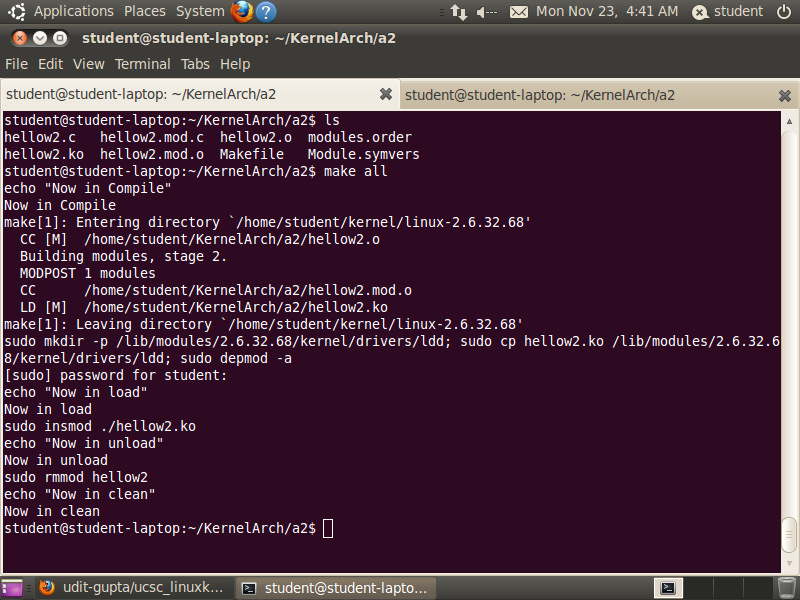 Applications Places System Mon Nov 23, 4:41 AM student
student@student-laptop: ~/KernelArch/a2
File Edit View Terminal Tabs Help
student@student-laptop: ~/KernelArch/a2 student@student-laptop: ~/KernelArch/a2
student@student-laptop:~/KernelArch/a2$ ls
hellow2.c hellow2.mod.c hellow2.o modules.order
hellow2.ko hellow2.mod.o Makefile Module.symvers
student@student-laptop:~/KernelArch/a2$ make all
echo "Now in Compile"
Now in Compile
make[1]: Entering directory `/home/student/kernel/linux-2.6.32.68'
CC [M] /home/student/KernelArch/a2/hellow2.o
Building modules, stage 2.
MODPOST 1 modules
CC /home/student/KernelArch/a2/hellow2.mod.o
LD [M] /home/student/KernelArch/a2/hellow2.ko
make[1]: Leaving directory `/home/student/kernel/linux-2.6.32.68'
sudo mkdir -p /lib/modules/2.6.32.68/kernel/drivers/ldd; sudo cp hellow2.ko /lib/modules/2.6.32.6
8/kernel/drivers/ldd; sudo depmod -a
[sudo] password for student:
echo "Now in load"
Now in load
sudo insmod ./hellow2.ko
echo "Now in unload"
Now in unload
sudo rmmod hellow2
echo "Now in clean"
Now in clean
student@student-laptop:~/KernelArch/a2$
udit-gupta/ucsc_linuxk... student@student-lapto...